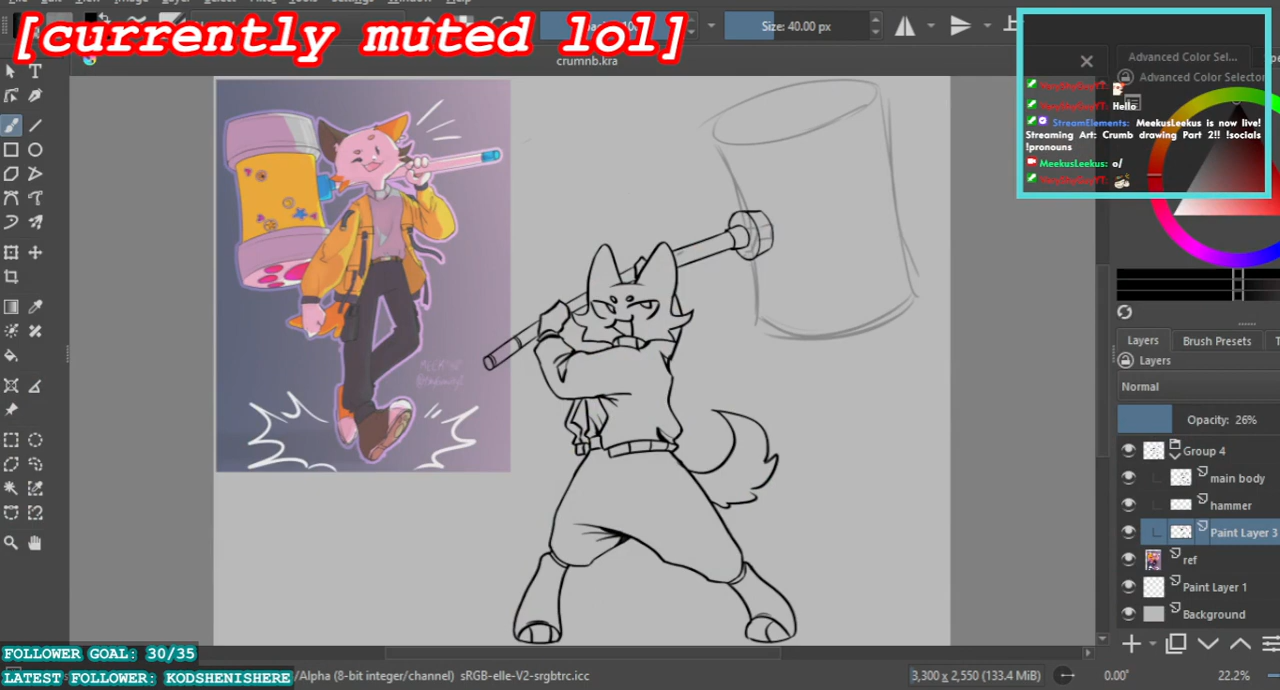 [currently muted lol]
Size: 40.00 px
crumnb.kra
Advanced Color Sel...
Advanced Color Selector
Hello
StreamElements: MeekusLeekus is now live!
Streaming Art: Crumb drawing Part 2!! !socials
!pronouns
MeekusLeekus: o/
Layers
Brush Presets
Layers
Normal
Opacity: 26%
Group 4
main body
hammer
Paint Layer 3
ref
Paint Layer 1
Background
FOLLOWER GOAL: 30/35
LATEST FOLLOWER: KODSHENISHERE
/Alpha (8-bit integer/channel) sRGB-elle-V2-srgbtrc.icc
3,300 x 2,550 (133.4 MiB)
0.00°
22.2%